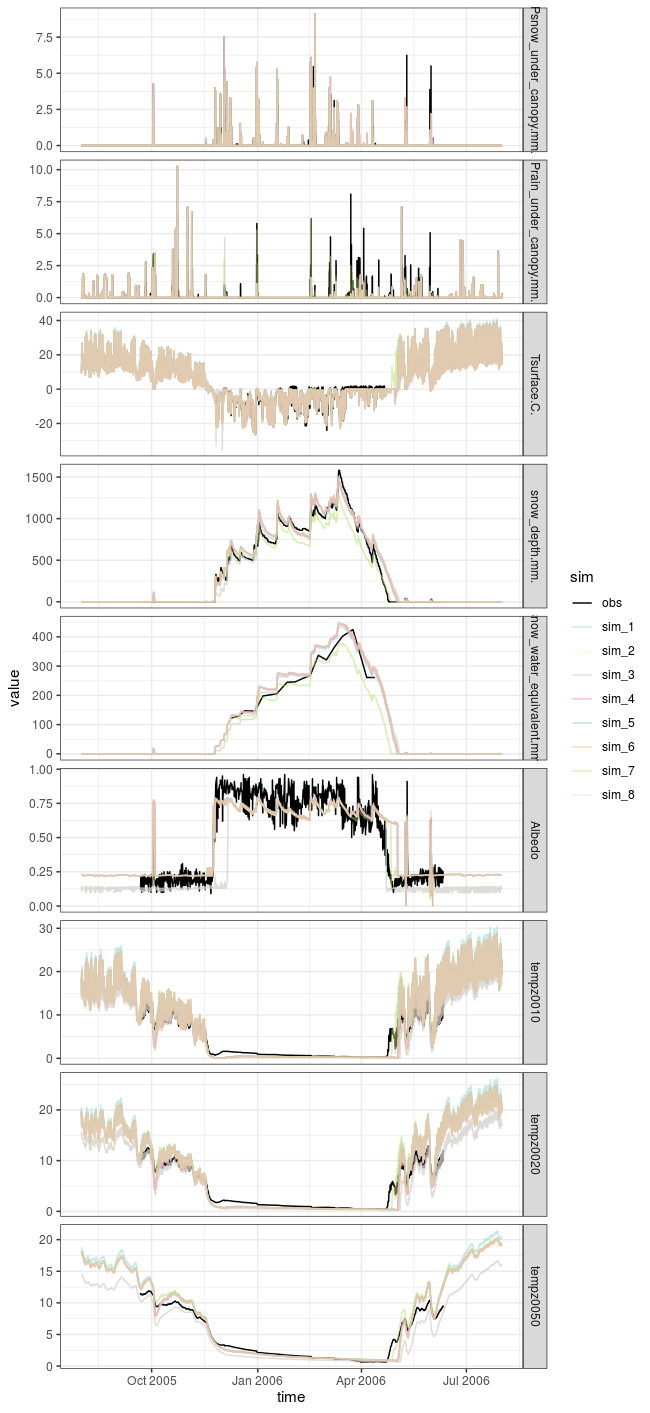 Psnow_under_canopy.mm.
7.5
5.0
2.5
0.0
Prain_under_canopy.mm.
10.0
7.5
5.0
2.5
0.0
Tsurface.C.
40
20
0
-20
snow_depth.mm.
1500
1000
500
0
now_water_equivalent.mm
400
300
200
100
0
Albedo
1.00
0.75
0.50
0.25
0.00
tempz0010
30
20
10
0
tempz0020
20
10
0
tempz0050
20
15
10
5
0
Oct 2005
Jan 2006
Apr 2006
Jul 2006
time
value
sim
obs
sim_1
sim_2
sim_3
sim_4
sim_5
sim_6
sim_7
sim_8